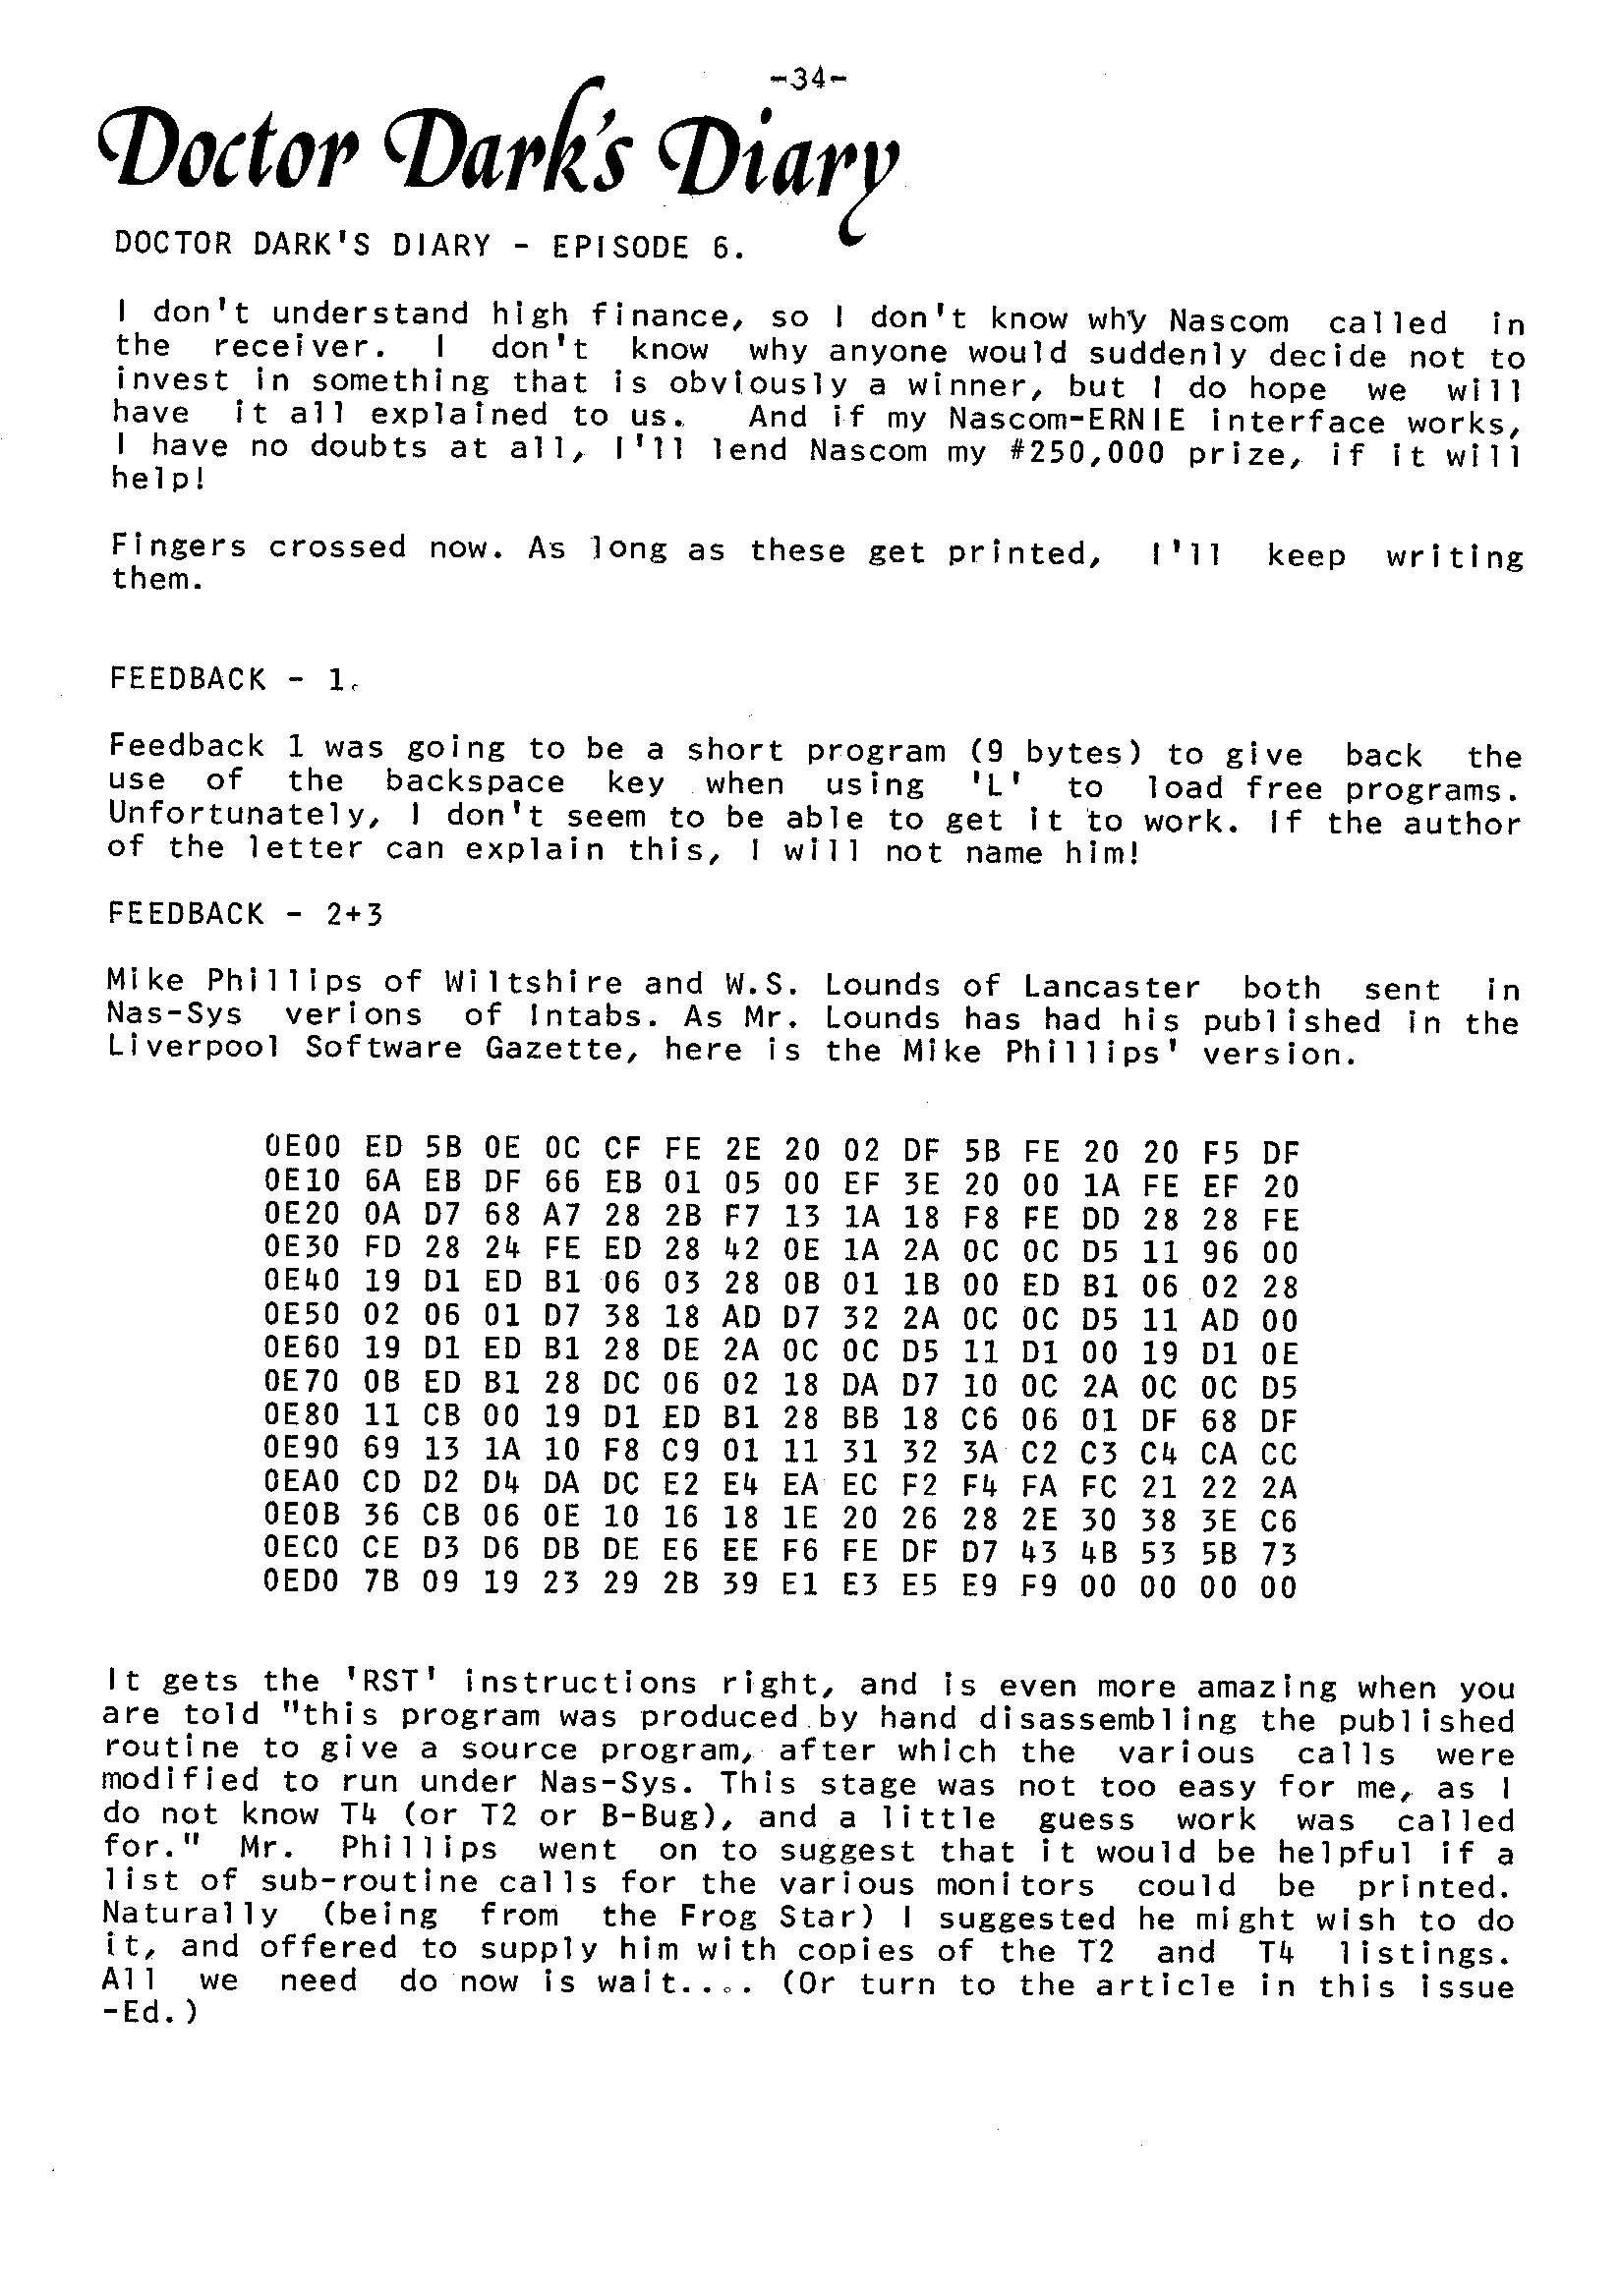 -34-
Doctor Dark's Diary
DOCTOR DARK'S DIARY - EPISODE 6.
I don't understand high finance, so I don't know why Nascom called in
the receiver. I don't know why anyone would suddenly decide not to
invest in something that is obviously a winner, but I do hope we will
have it all explained to us. And if my Nascom-ERNIE interface works,
I have no doubts at all, I'll lend Nascom my #250,000 prize, if it will
help!
Fingers crossed now. As long as these get printed, I'll keep writing
them.
FEEDBACK - 1.
Feedback 1 was going to be a short program (9 bytes) to give back the
use of the backspace key when using 'L' to load free programs.
Unfortunately, I don't seem to be able to get it to work. If the author
of the letter can explain this, I will not name him!
FEEDBACK - 2+3
Mike Phillips of Wiltshire and W.S. Lounds of Lancaster both sent in
Nas-Sys verions of Intabs. As Mr. Lounds has had his published in the
Liverpool Software Gazette, here is the Mike Phillips' version.
0E00 ED 5B 0E 0C CF FE 2E 20 02 DF 5B FE 20 20 F5 DF
0E10 6A EB DF 66 EB 01 05 00 EF 3E 20 00 1A FE EF 20
0E20 0A D7 68 A7 28 2B F7 13 1A 18 F8 FE DD 28 28 FE
0E30 FD 28 24 FE ED 28 42 0E 1A 2A 0C 0C D5 11 96 00
0E40 19 D1 ED B1 06 03 28 0B 01 1B 00 ED B1 06 02 28
0E50 02 06 01 D7 38 18 AD D7 32 2A 0C 0C D5 11 AD 00
0E60 19 D1 ED B1 28 DE 2A 0C 0C D5 11 D1 00 19 D1 0E
0E70 0B ED B1 28 DC 06 02 18 DA D7 10 0C 2A 0C 0C D5
0E80 11 CB 00 19 D1 ED B1 28 BB 18 C6 06 01 DF 68 DF
0E90 69 13 1A 10 F8 C9 01 11 31 32 3A C2 C3 C4 CA CC
0EA0 CD D2 D4 DA DC E2 E4 EA EC F2 F4 FA FC 21 22 2A
0E0B 36 CB 06 0E 10 16 18 1E 20 26 28 2E 30 38 3E C6
0EC0 CE D3 D6 DB DE E6 EE F6 FE DF D7 43 4B 53 5B 73
0ED0 7B 09 19 23 29 2B 39 E1 E3 E5 E9 F9 00 00 00 00
It gets the 'RST' instructions right, and is even more amazing when you
are told "this program was produced by hand disassembling the published
routine to give a source program, after which the various calls were
modified to run under Nas-Sys. This stage was not too easy for me, as I
do not know T4 (or T2 or B-Bug), and a little guess work was called
for." Mr. Phillips went on to suggest that it would be helpful if a
list of sub-routine calls for the various monitors could be printed.
Naturally (being from the Frog Star) I suggested he might wish to do
it, and offered to supply him with copies of the T2 and T4 listings.
All we need do now is wait.... (Or turn to the article in this issue
-Ed.)